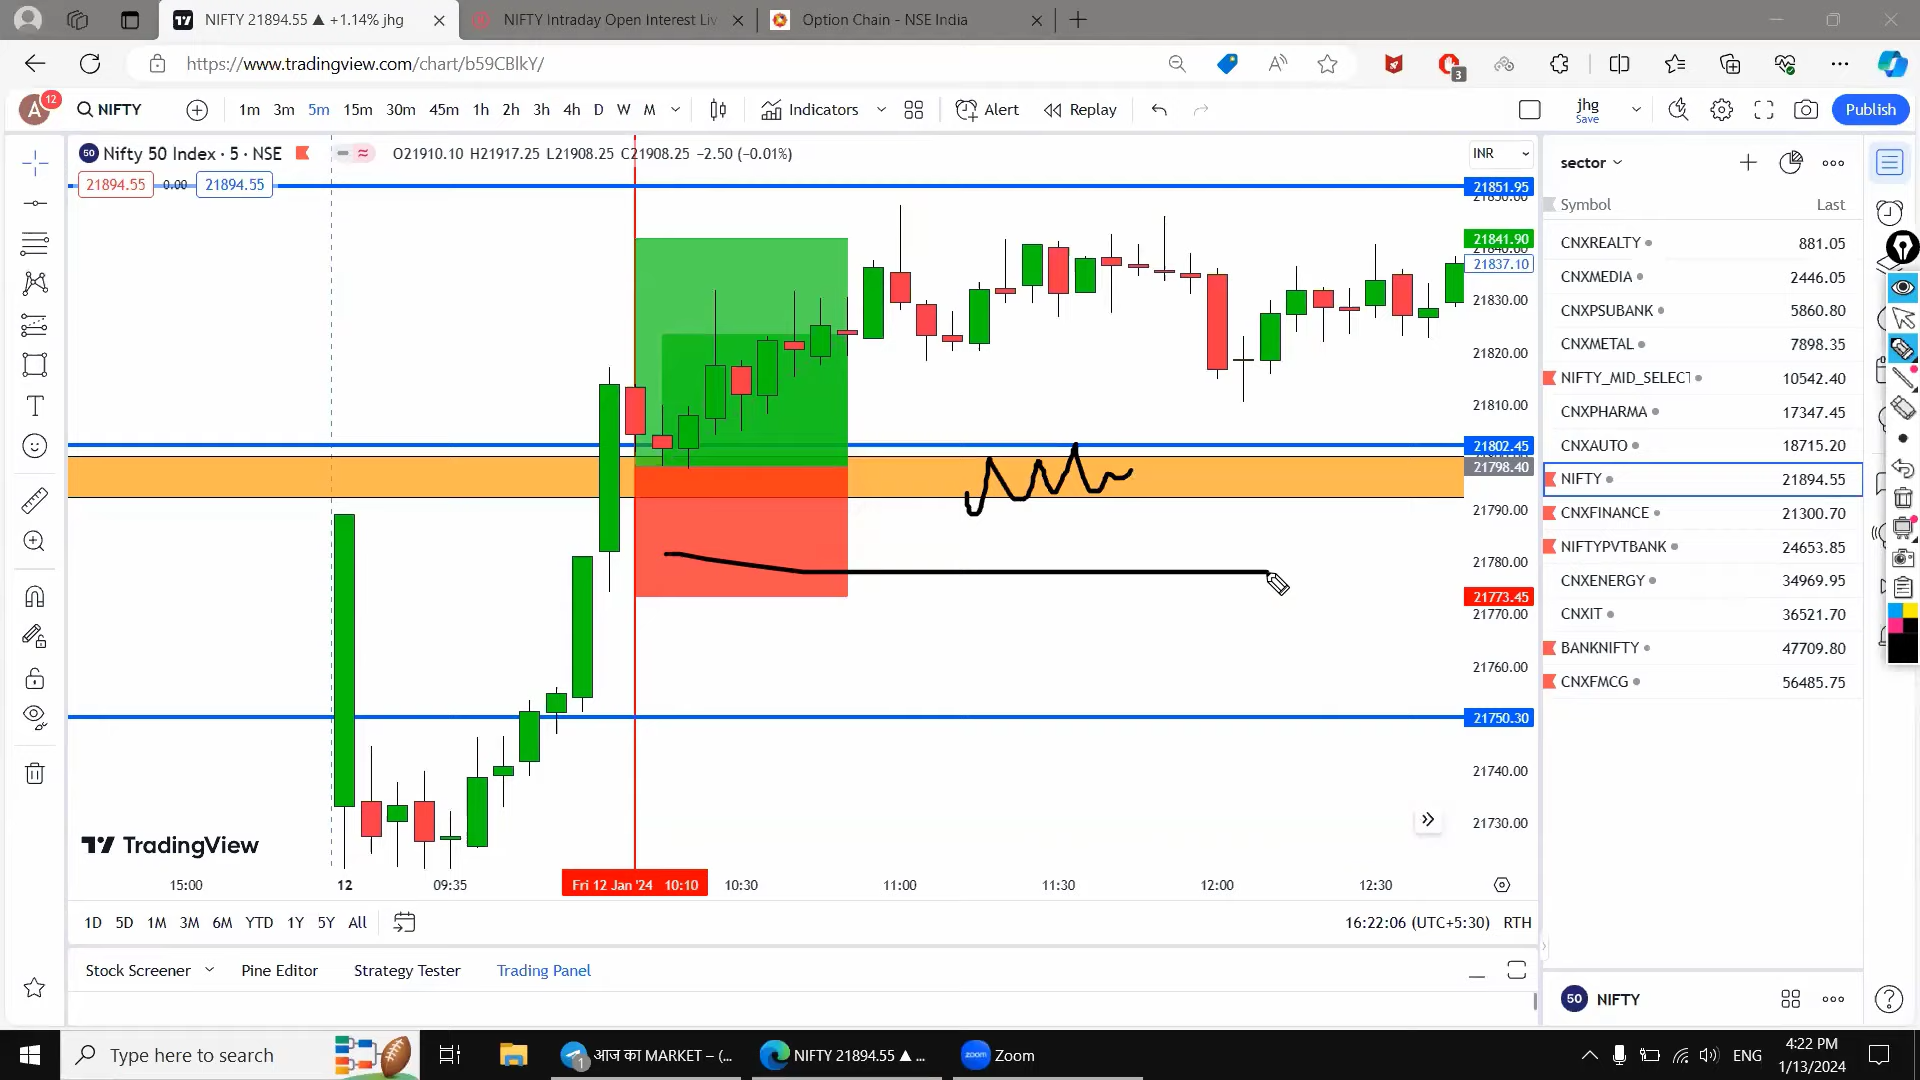 NIFTY 21894.55 ▲ +1.14% jhg
NIFTY Intraday Open Interest Liv
Option Chain - NSE India
https://www.tradingview.com/chart/b59CBlkY/
3
A 12
NIFTY
1m 3m 5m 15m 30m 45m 1h 2h 3h 4h D W M
Indicators
Alert
Replay
jhg
Save
Publish
50 Nifty 50 Index · 5 · NSE
O21910.10 H21917.25 L21908.25 C21908.25 −2.50 (−0.01%)
INR
21894.55 0.00 21894.55
21851.95
21841.90
21837.10
21830.00
21820.00
21810.00
21802.45
21798.40
21790.00
21780.00
21773.45
21770.00
21760.00
21750.30
21740.00
21730.00
TradingView
15:00 12 09:35 Fri 12 Jan '24 10:10 10:30 11:00 11:30 12:00 12:30
1D 5D 1M 3M 6M YTD 1Y 5Y All
16:22:06 (UTC+5:30) RTH
Stock Screener Pine Editor Strategy Tester Trading Panel
sector
Symbol Last
CNXREALTY 881.05
CNXMEDIA 2446.05
CNXPSUBANK 5860.80
CNXMETAL 7898.35
NIFTY_MID_SELECT 10542.40
CNXPHARMA 17347.45
CNXAUTO 18715.20
NIFTY 21894.55
CNXFINANCE 21300.70
NIFTYPVTBANK 24653.85
CNXENERGY 34969.95
CNXIT 36521.70
BANKNIFTY 47709.80
CNXFMCG 56485.75
50 NIFTY
Type here to search
1 आज का MARKET – (...
NIFTY 21894.55 ▲ ...
zoom Zoom
ENG
4:22 PM
1/13/2024